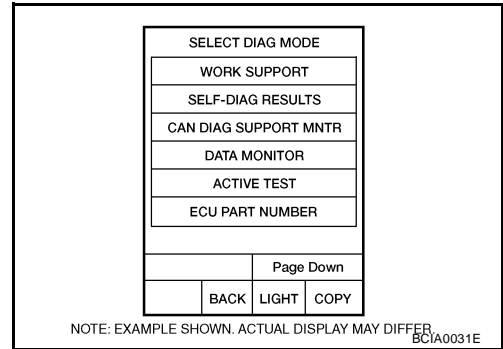 SELECT DIAG MODE
WORK SUPPORT
SELF-DIAG RESULTS
CAN DIAG SUPPORT MNTR
DATA MONITOR
ACTIVE TEST
ECU PART NUMBER
Page Down
BACK LIGHT COPY
NOTE: EXAMPLE SHOWN. ACTUAL DISPLAY MAY DIFFER.
BCIA0031E